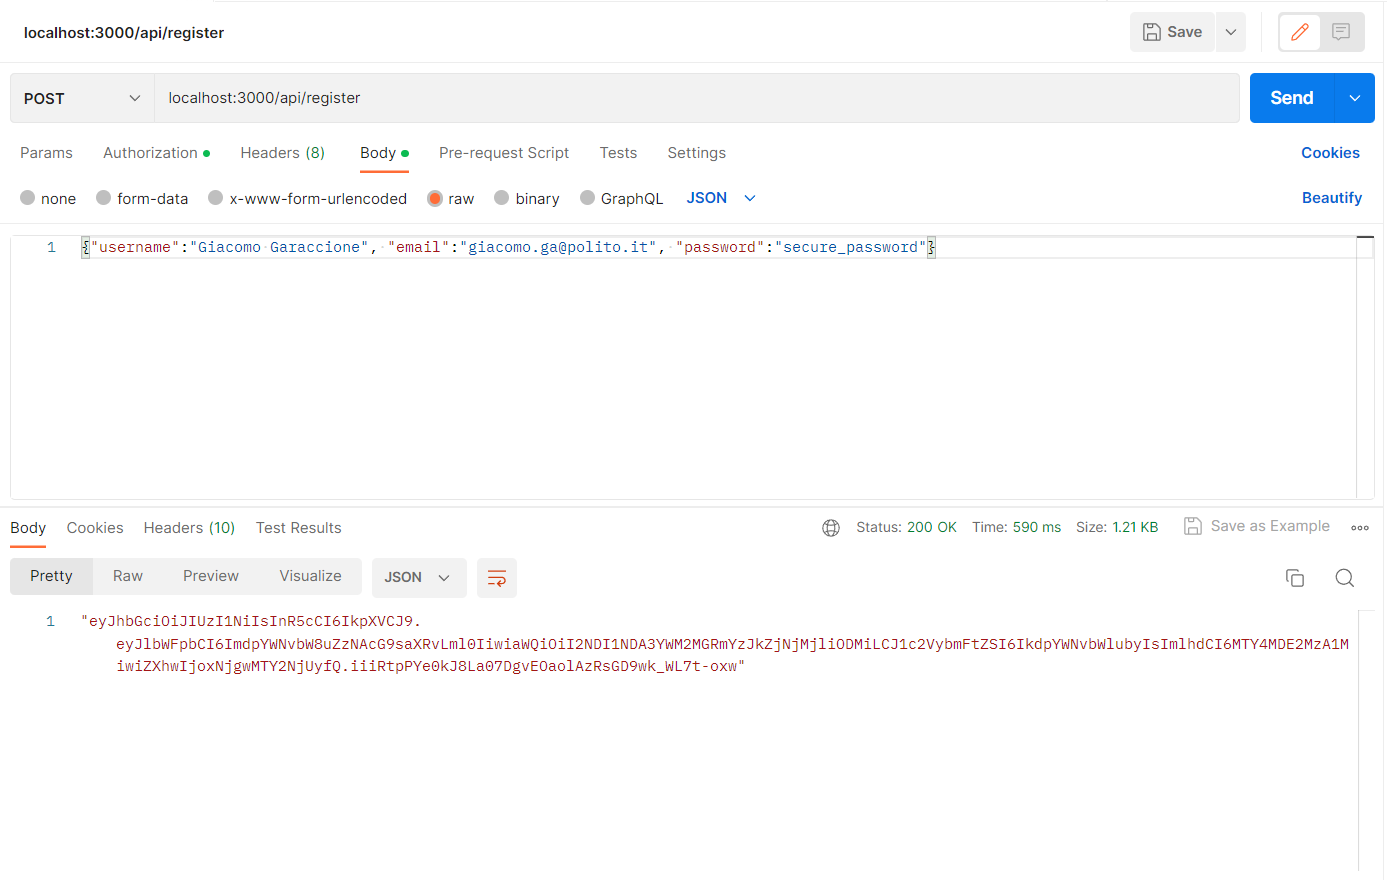 localhost:3000/api/register
Save
POST
localhost:3000/api/register
Send
Params Authorization Headers (8) Body Pre-request Script Tests Settings Cookies
none form-data x-www-form-urlencoded raw binary GraphQL JSON Beautify
1 {"username":"Giacomo Garaccione", "email":"giacomo.ga@polito.it", "password":"secure_password"}
Body Cookies Headers (10) Test Results Status: 200 OK Time: 590 ms Size: 1.21 KB Save as Example
Pretty Raw Preview Visualize JSON
1 "eyJhbGciOiJIUzI1NiIsInR5cCI6IkpXVCJ9.
eyJlbWFpbCI6ImdpYWNvbW8uZzNAcG9saXRvLml0IiwiaWQiOiI2NDI1NDA3YWM2MGRmYzJkZjNjMjliODMiLCJ1c2VybmFtZSI6IkdpYWNvbWlubyIsImlhdCI6MTY4MDE2MzA1M
iwiZXhwIjoxNjgwMTY2NjUyfQ.iiiRtpPYe0kJ8La07DgvEOaolAzRsGD9wk_WL7t-oxw"